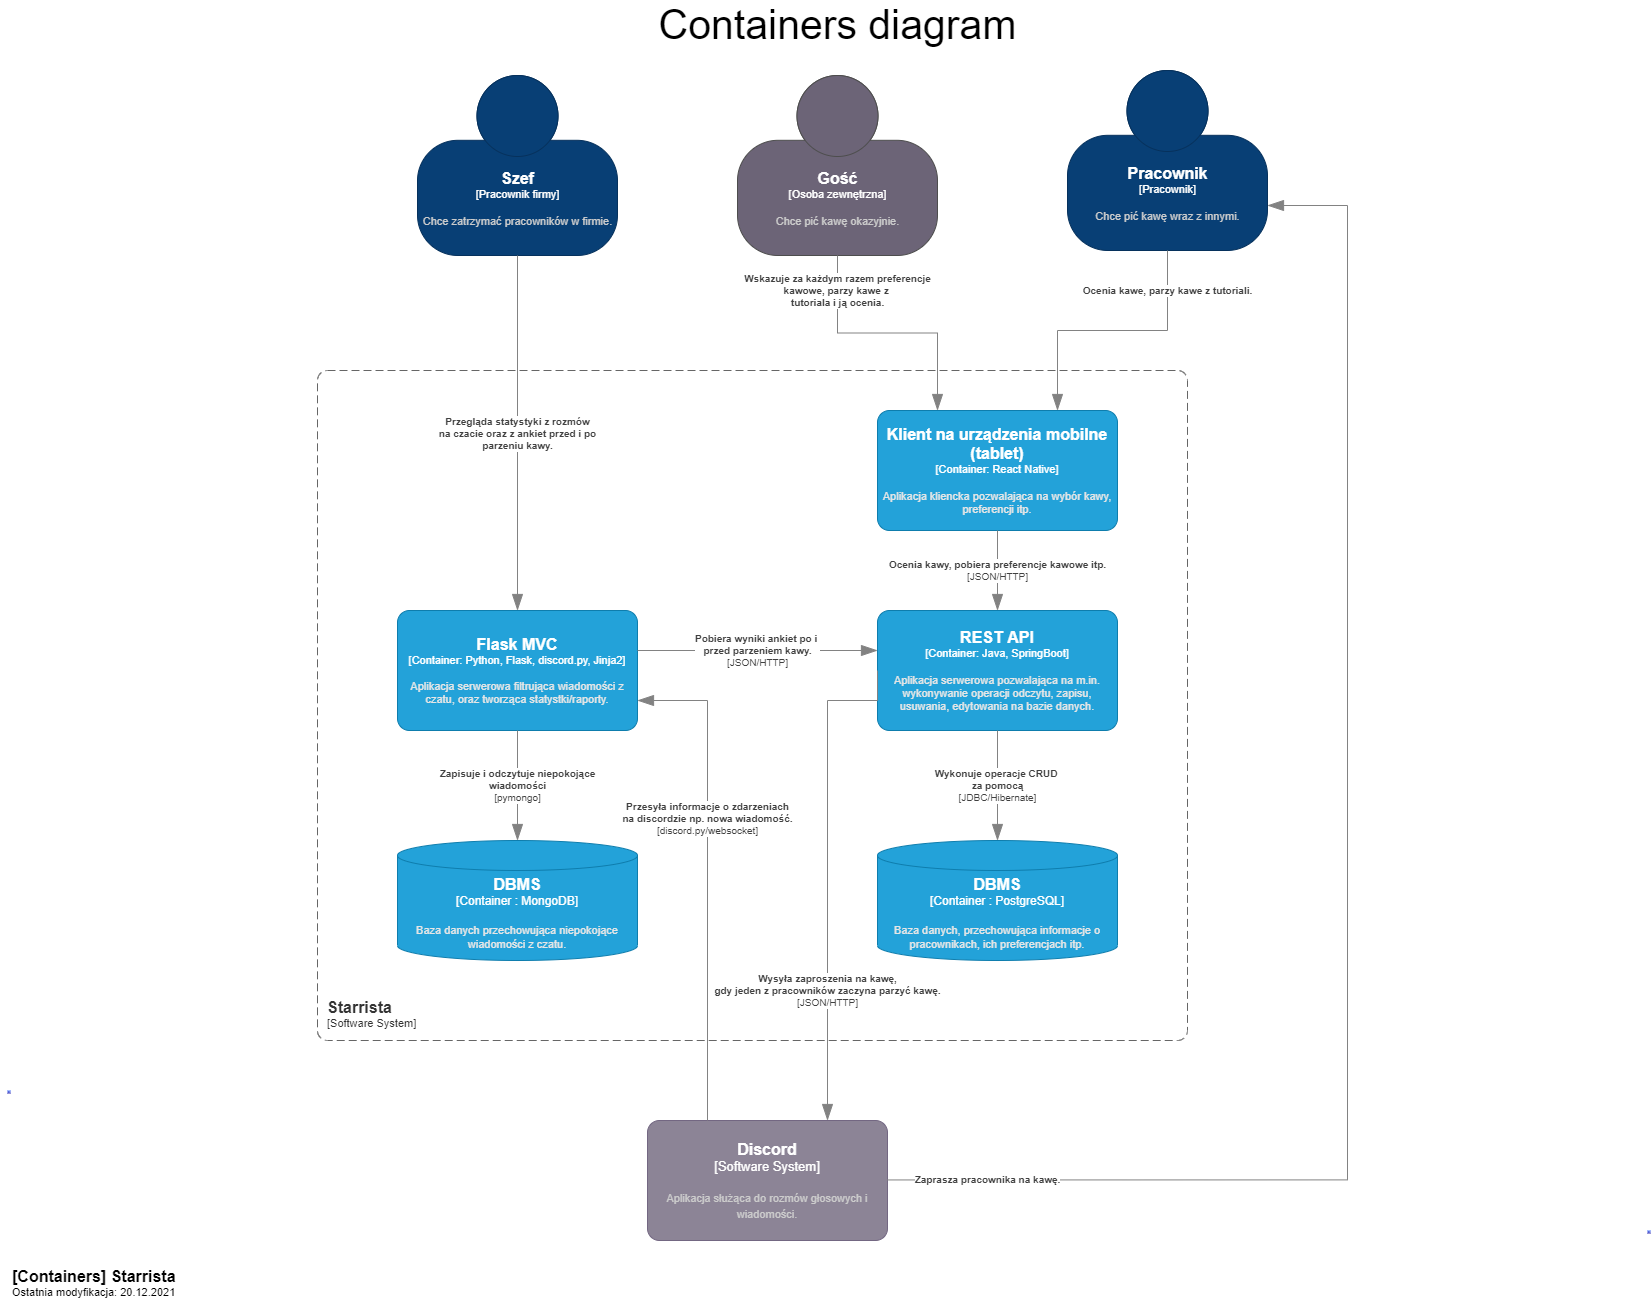 Containers diagram
Szef
[Pracownik firmy]
Chce zatrzymać pracowników w firmie.
Gość
[Osoba zewnętrzna]
Chce pić kawę okazyjnie.
Pracownik
[Pracownik]
Chce pić kawę wraz z innymi.
Wskazuje za każdym razem preferencje
kawowe, parzy kawe z
tutoriala i ją ocenia.
Ocenia kawe, parzy kawe z tutoriali.
Przegląda statystyki z rozmów
na czacie oraz z ankiet przed i po
parzeniu kawy.
Klient na urządzenia mobilne
(tablet)
[Container: React Native]
Aplikacja kliencka pozwalająca na wybór kawy,
preferencji itp.
Ocenia kawy, pobiera preferencje kawowe itp.
[JSON/HTTP]
Flask MVC
[Container: Python, Flask, discord.py, Jinja2]
Aplikacja serwerowa filtrująca wiadomości z
czatu, oraz tworząca statystki/raporty.
Pobiera wyniki ankiet po i
przed parzeniem kawy.
[JSON/HTTP]
REST API
[Container: Java, SpringBoot]
Aplikacja serwerowa pozwalająca na m.in.
wykonywanie operacji odczytu, zapisu,
usuwania, edytowania na bazie danych.
Zapisuje i odczytuje niepokojące
wiadomości
[pymongo]
Przesyła informacje o zdarzeniach
na discordzie np. nowa wiadomość.
[discord.py/websocket]
Wykonuje operacje CRUD
za pomocą
[JDBC/Hibernate]
DBMS
[Container : MongoDB]
Baza danych przechowująca niepokojące
wiadomości z czatu.
DBMS
[Container : PostgreSQL]
Baza danych, przechowująca informacje o
pracownikach, ich preferencjach itp.
Wysyła zaproszenia na kawę,
gdy jeden z pracowników zaczyna parzyć kawę.
[JSON/HTTP]
Starrista
[Software System]
Discord
[Software System]
Aplikacja służąca do rozmów głosowych i
wiadomości.
Zaprasza pracownika na kawę.
[Containers] Starrista
Ostatnia modyfikacja: 20.12.2021